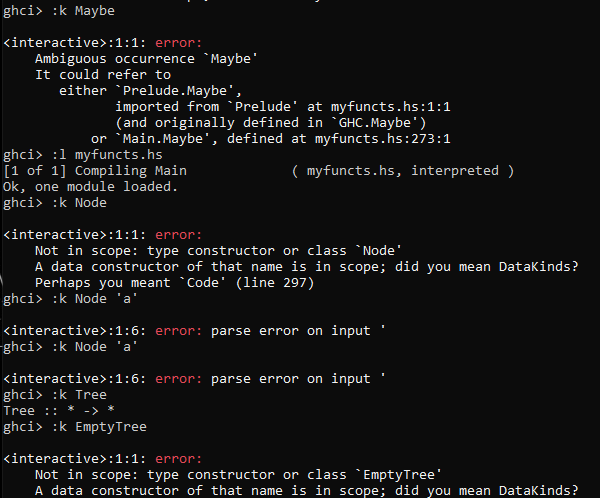 ghci> :k Maybe
<interactive>:1:1: error:
Ambiguous occurrence `Maybe'
It could refer to
either `Prelude.Maybe',
imported from `Prelude' at myfuncts.hs:1:1
(and originally defined in `GHC.Maybe')
or `Main.Maybe', defined at myfuncts.hs:273:1
ghci> :l myfuncts.hs
[1 of 1] Compiling Main ( myfuncts.hs, interpreted )
Ok, one module loaded.
ghci> :k Node
<interactive>:1:1: error:
Not in scope: type constructor or class `Node'
A data constructor of that name is in scope; did you mean DataKinds?
Perhaps you meant `Code' (line 297)
ghci> :k Node 'a'
<interactive>:1:6: error: parse error on input '
ghci> :k Node 'a'
<interactive>:1:6: error: parse error on input '
ghci> :k Tree
Tree :: * -> *
ghci> :k EmptyTree
<interactive>:1:1: error:
Not in scope: type constructor or class `EmptyTree'
A data constructor of that name is in scope; did you mean DataKinds?